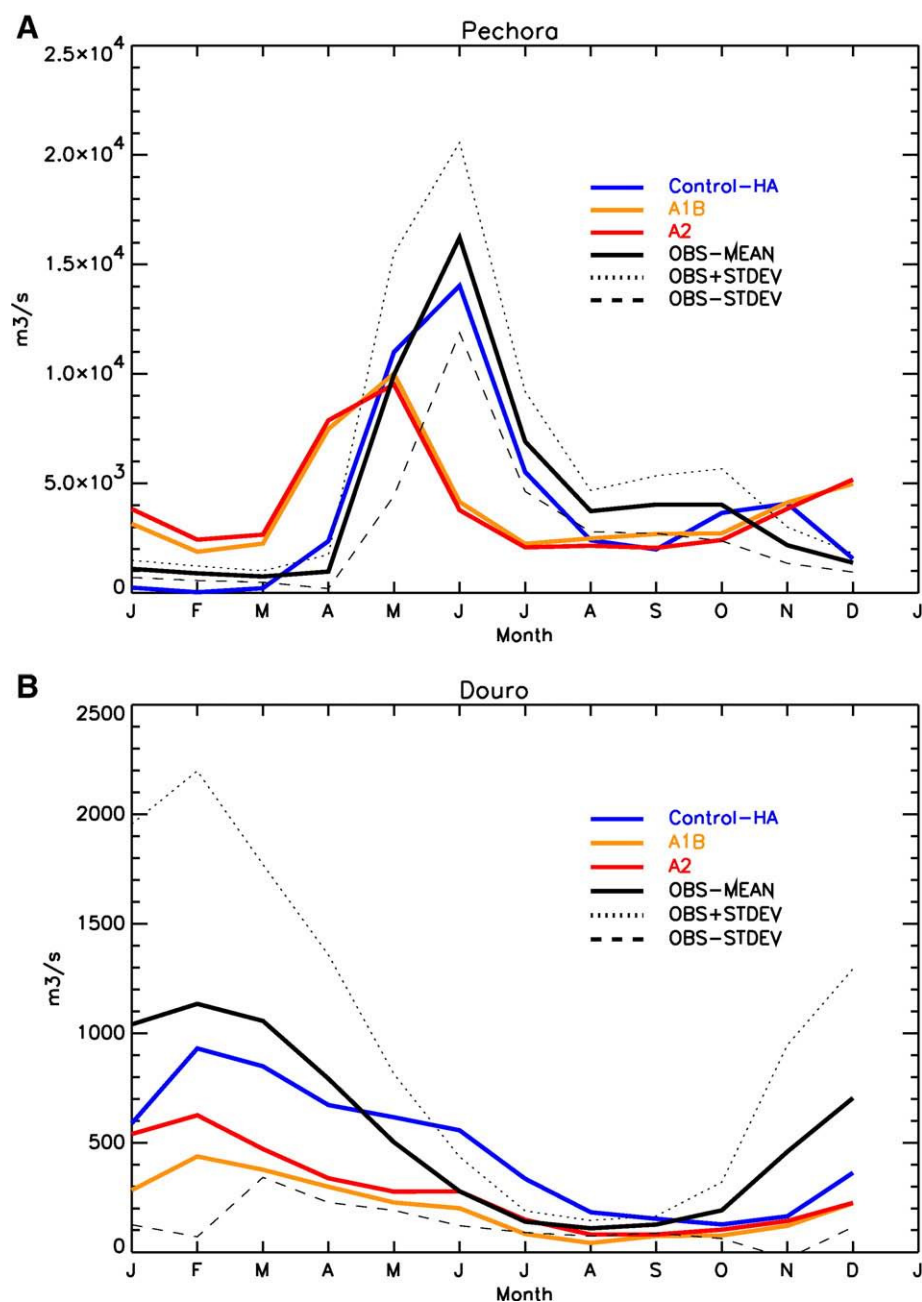 A
Pechora
2.5×10⁴
2.0×10⁴
1.5×10⁴
1.0×10⁴
5.0×10³
0
m3/s
Control-HA
A1B
A2
OBS-MEAN
OBS+STDEV
OBS-STDEV
J F M A M J J A S O N D J
Month
B
Douro
2500
2000
1500
1000
500
0
m3/s
Control-HA
A1B
A2
OBS-MEAN
OBS+STDEV
OBS-STDEV
J F M A M J J A S O N D J
Month